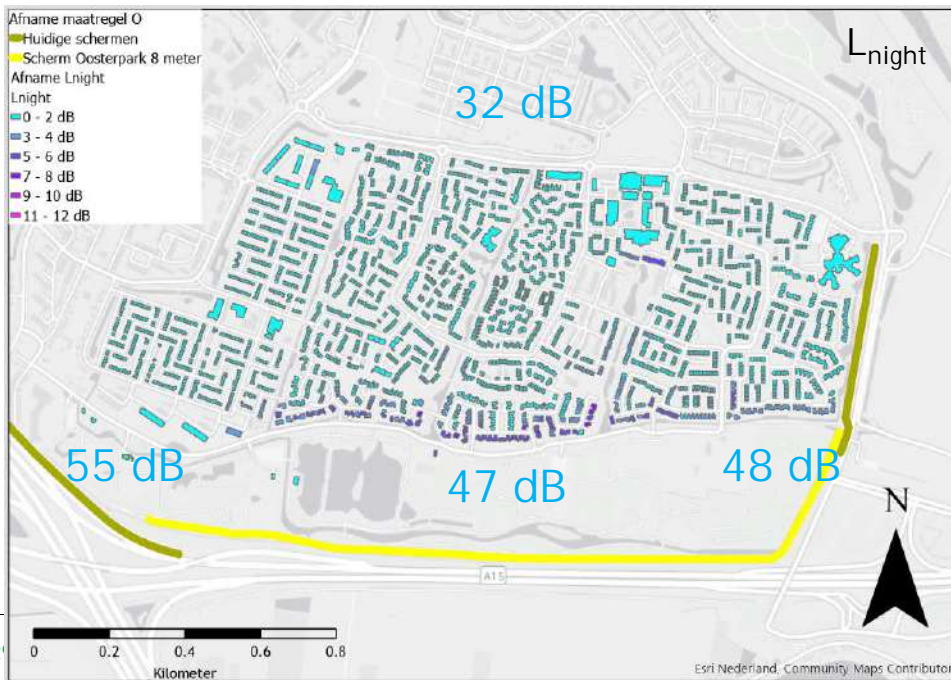 Afname maatregel O
Huidige schermen
Scherm Oosterpark 8 meter
Afname Lnight
Lnight
0 - 2 dB
3 - 4 dB
5 - 6 dB
7 - 8 dB
9 - 10 dB
11 - 12 dB
Lnight
32 dB
55 dB
47 dB
48 dB
N
A15
0 0.2 0.4 0.6 0.8
Kilometer
Esri Nederland, Community Maps Contributor